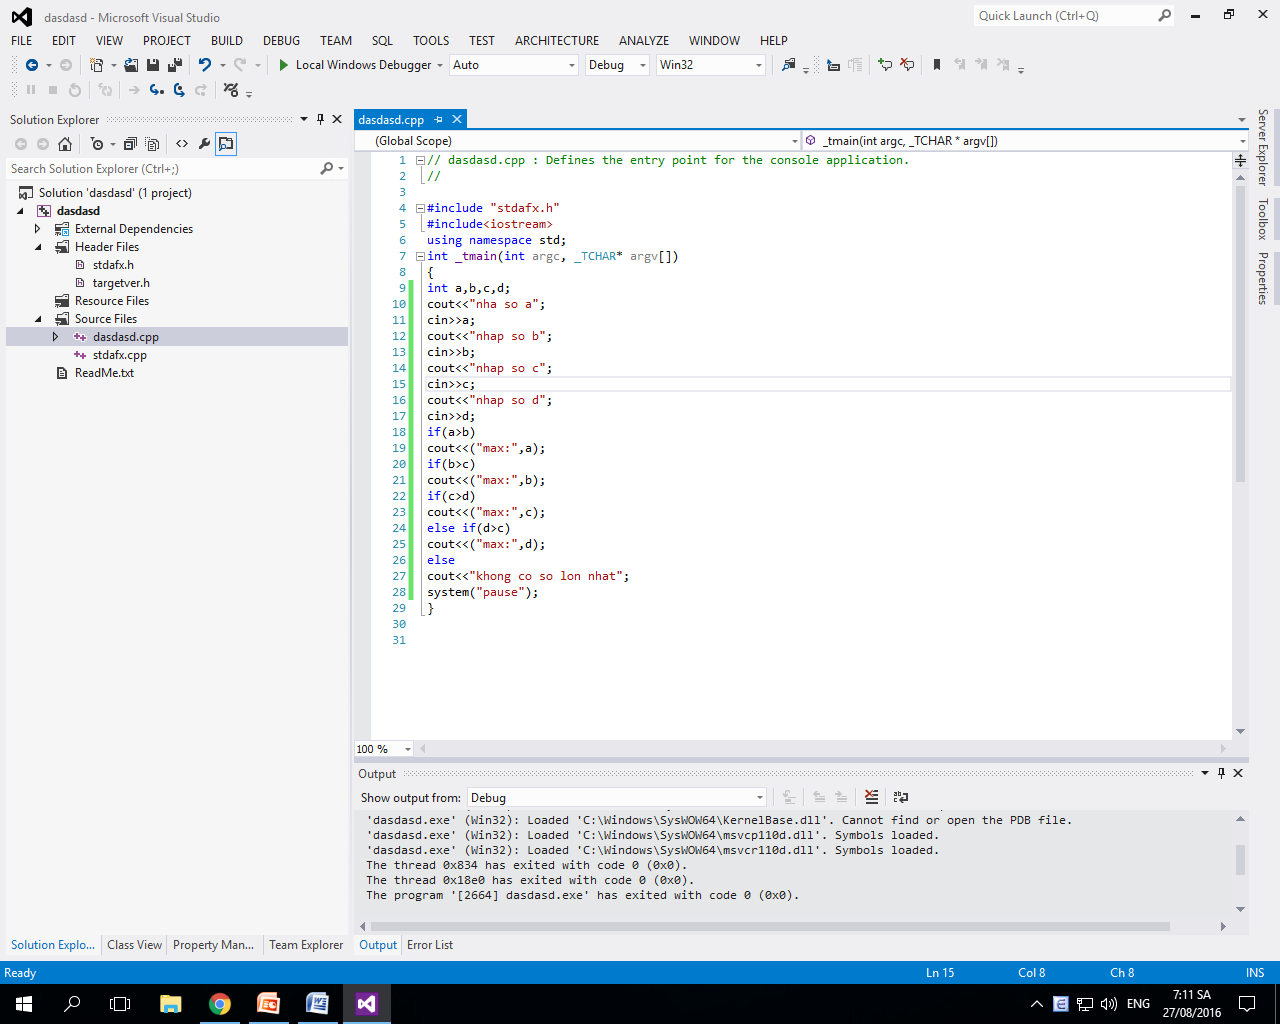 dasdasd - Microsoft Visual Studio
Quick Launch (Ctrl+Q)
FILE EDIT VIEW PROJECT BUILD DEBUG TEAM SQL TOOLS TEST ARCHITECTURE ANALYZE WINDOW HELP
Local Windows Debugger Auto Debug Win32
Solution Explorer
Search Solution Explorer (Ctrl+;)
Solution 'dasdasd' (1 project)
dasdasd
External Dependencies
Header Files
stdafx.h
targetver.h
Resource Files
Source Files
dasdasd.cpp
stdafx.cpp
ReadMe.txt
Solution Explo... Class View Property Man... Team Explorer
dasdasd.cpp
(Global Scope) _tmain(int argc, _TCHAR * argv[])
1 // dasdasd.cpp : Defines the entry point for the console application.
2 //
3
4 #include "stdafx.h"
5 #include<iostream>
6 using namespace std;
7 int _tmain(int argc, _TCHAR* argv[])
8 {
9 int a,b,c,d;
10 cout<<"nha so a";
11 cin>>a;
12 cout<<"nhap so b";
13 cin>>b;
14 cout<<"nhap so c";
15 cin>>c;
16 cout<<"nhap so d";
17 cin>>d;
18 if(a>b)
19 cout<<("max:",a);
20 if(b>c)
21 cout<<("max:",b);
22 if(c>d)
23 cout<<("max:",c);
24 else if(d>c)
25 cout<<("max:",d);
26 else
27 cout<<"khong co so lon nhat";
28 system("pause");
29 }
30
31
100 %
Server Explorer
Toolbox
Properties
Output
Show output from: Debug
'dasdasd.exe' (Win32): Loaded 'C:\Windows\SysWOW64\KernelBase.dll'. Cannot find or open the PDB file.
'dasdasd.exe' (Win32): Loaded 'C:\Windows\SysWOW64\msvcp110d.dll'. Symbols loaded.
'dasdasd.exe' (Win32): Loaded 'C:\Windows\SysWOW64\msvcr110d.dll'. Symbols loaded.
The thread 0x834 has exited with code 0 (0x0).
The thread 0x18e0 has exited with code 0 (0x0).
The program '[2664] dasdasd.exe' has exited with code 0 (0x0).
Output Error List
Ready Ln 15 Col 8 Ch 8 INS
ENG 7:11 SA
27/08/2016